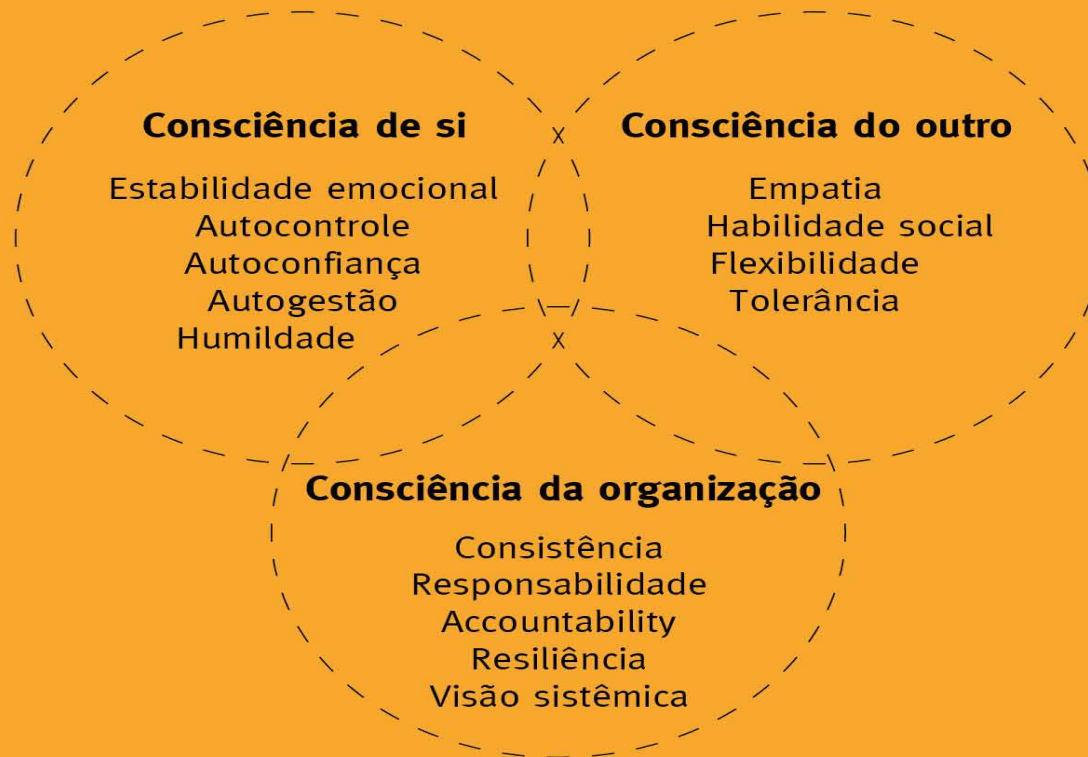 Consciência de si
Estabilidade emocional
Autocontrole
Autoconfiança
Autogestão
Humildade
Consciência do outro
Empatia
Habilidade social
Flexibilidade
Tolerância
Consciência da organização
Consistência
Responsabilidade
Accountability
Resiliência
Visão sistêmica